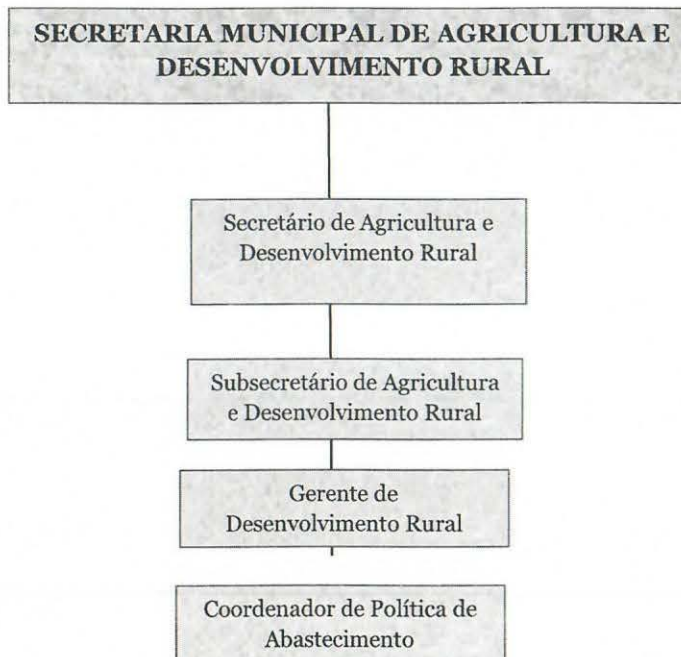 SECRETARIA MUNICIPAL DE AGRICULTURA E
DESENVOLVIMENTO RURAL
Secretário de Agricultura e
Desenvolvimento Rural
Subsecretário de Agricultura
e Desenvolvimento Rural
Gerente de
Desenvolvimento Rural
Coordenador de Política de
Abastecimento